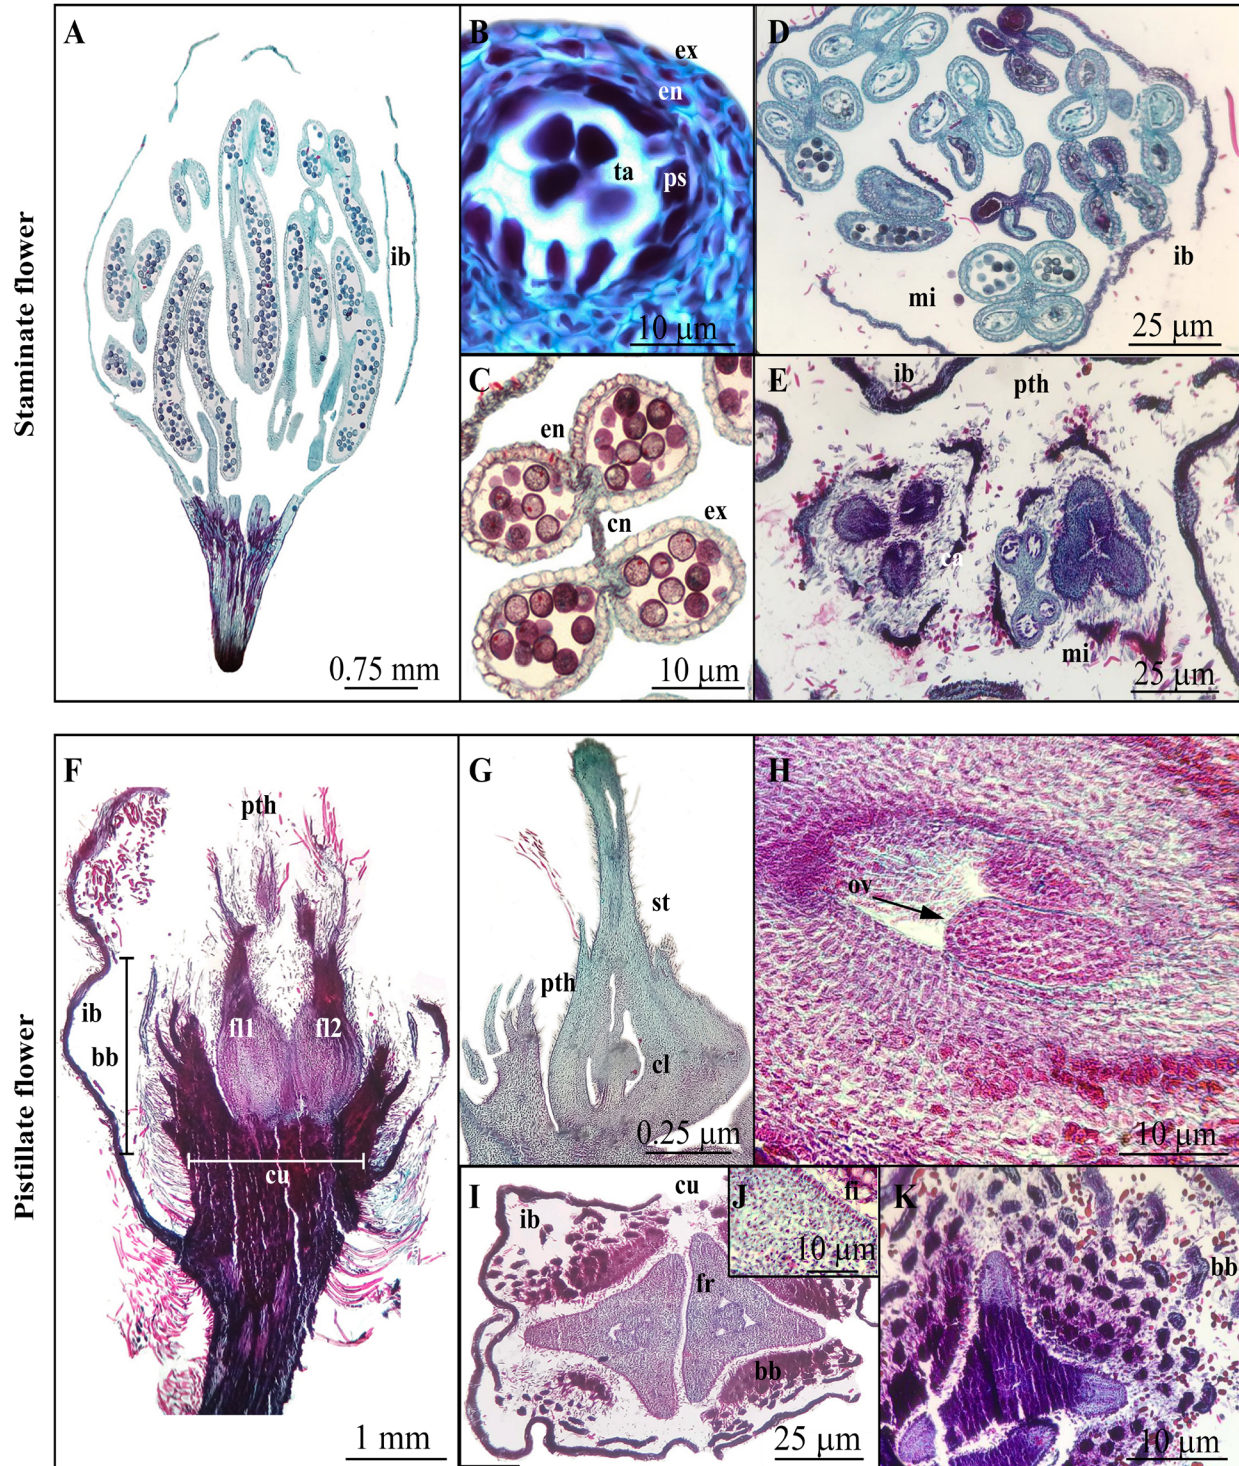 Staminate flower
A
ib
0.75 mm
B
ex
en
ta
ps
10 μm
C
en
ex
cn
10 μm
D
ib
mi
25 μm
E
ib
pth
ca
mi
25 μm
Pistillate flower
F
pth
ib
bb
fl1
fl2
cu
1 mm
G
st
pth
cl
0.25 μm
H
ov
10 μm
I
ib
cu
fr
bb
25 μm
J
fi
10 μm
K
bb
10 μm